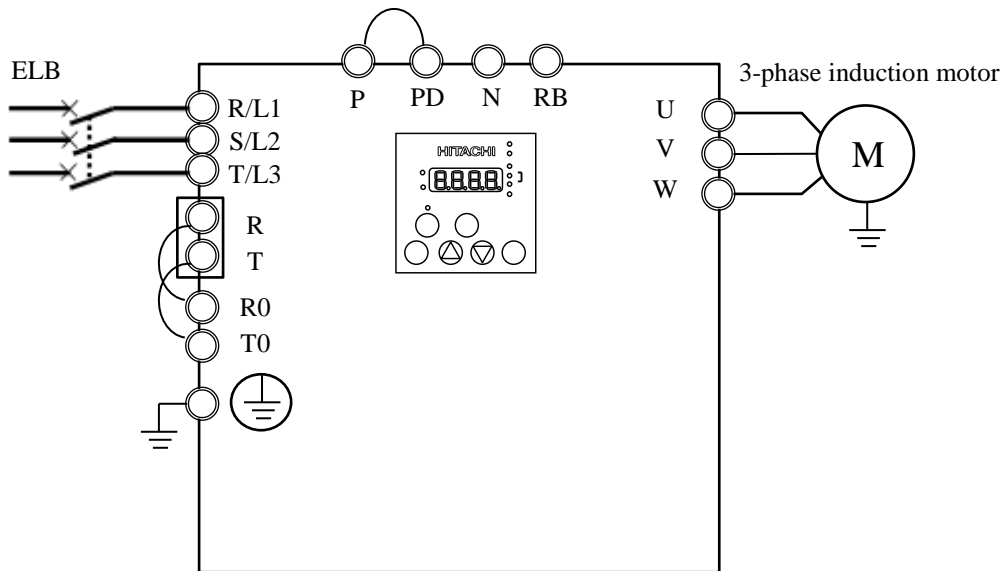 ELB
P
PD
N
RB
3-phase induction motor
R/L1
S/L2
T/L3
U
V
W
M
HITACHI
8.8.8.8.
R
T
R0
T0